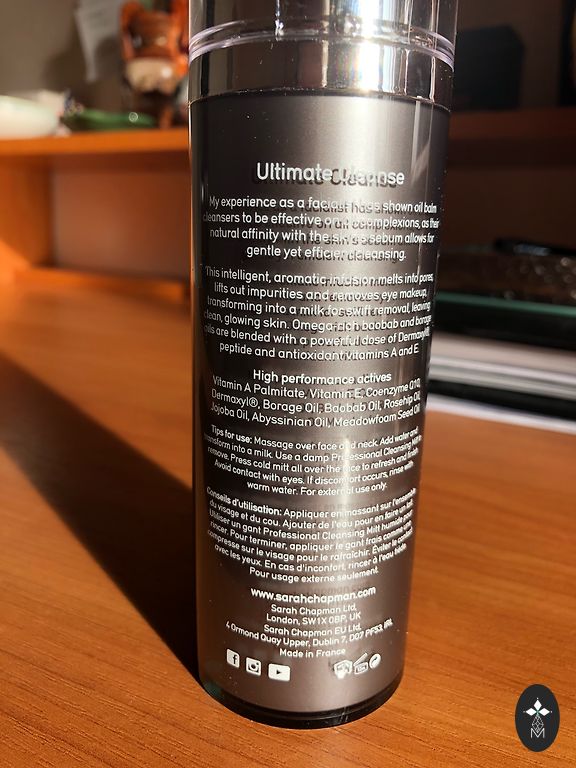 Ultimate Cleanse
My experience as a facialist has shown oil balm
cleansers to be effective on all complexions, as their
natural affinity with the skin's sebum allows for
gentle yet efficient cleansing.
This intelligent, aromatic infusion melts into pores,
lifts out impurities and removes eye makeup,
transforming into a milk for swift removal, leaving
clean, glowing skin. Omega-rich baobab and borage
oils are blended with a powerful dose of Dermaxyl®,
peptide and antioxidant vitamins A and E.
High performance actives
Vitamin A Palmitate, Vitamin E, Coenzyme Q10,
Dermaxyl®, Borage Oil, Baobab Oil, Rosehip Oil,
Jojoba Oil, Abyssinian Oil, Meadowfoam Seed Oil
Tips for use: Massage over face and neck. Add water and
transform into a milk. Use a damp Professional Cleansing Mitt to
remove. Press cold mitt all over the face to refresh and finish.
Avoid contact with eyes. If discomfort occurs, rinse with
warm water. For external use only.
Conseils d'utilisation: Appliquer en massant sur l'ensemble
du visage et du cou. Ajouter de l'eau pour en faire un lait.
Utiliser un gant Professional Cleansing Mitt humide pour
rincer. Pour terminer, appliquer le gant frais comme une
compresse sur le visage pour le rafraîchir. Éviter le contact
avec les yeux. En cas d'inconfort, rincer à l'eau tiède.
Pour usage externe seulement.
www.sarahchapman.com
Sarah Chapman Ltd,
London, SW1X 0BP, UK
Sarah Chapman EU Ltd,
4 Ormond Quay Upper, Dublin 7, D07 PF53, IRL
Made in France